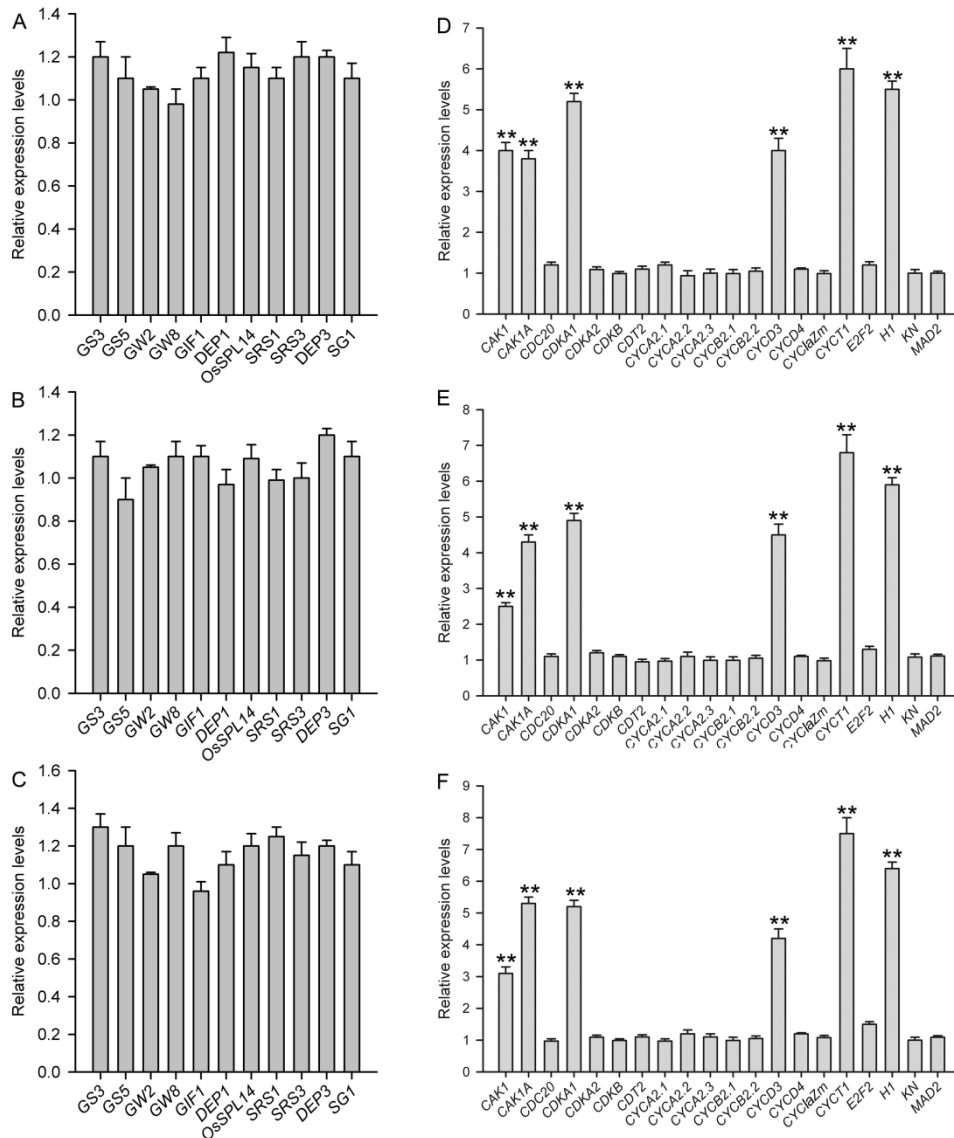 A
Relative expression levels
1.4
1.2
1.0
0.8
0.6
0.4
0.2
0.0
GS3 GS5 GW2 GW8 GIF1 DEP1 OsSPL14 SRS1 SRS3 DEP3 SG1
D
Relative expression levels
7
6
5
4
3
2
1
0
** ** ** ** ** **
CAK1 CAK1A CDC20 CDKA1 CDKA2 CDKB CDT2 CYCA2.1 CYCA2.2 CYCA2.3 CYCB2.1 CYCB2.2 CYCD3 CYCD4 CYCIaZm CYCT1 E2F2 H1 KN MAD2
B
Relative expression levels
1.2
1.0
0.8
0.6
0.4
0.2
0.0
GS3 GS5 GW2 GW8 GIF1 DEP1 OsSPL14 SRS1 SRS3 DEP3 SG1
E
Relative expression levels
8
7
6
5
4
3
2
1
0
** ** ** ** ** **
CAK1 CAK1A CDC20 CDKA1 CDKA2 CDKB CDT2 CYCA2.1 CYCA2.2 CYCA2.3 CYCB2.1 CYCB2.2 CYCD3 CYCD4 CYCIaZm CYCT1 E2F2 H1 KN MAD2
C
Relative expression levels
1.6
1.4
1.2
1.0
0.8
0.6
0.4
0.2
0.0
GS3 GS5 GW2 GW8 GIF1 DEP1 OsSPL14 SRS1 SRS3 DEP3 SG1
F
Relative expression levels
9
8
7
6
5
4
3
2
1
0
** ** ** ** ** **
CAK1 CAK1A CDC20 CDKA1 CDKA2 CDKB CDT2 CYCA2.1 CYCA2.2 CYCA2.3 CYCB2.1 CYCB2.2 CYCD3 CYCD4 CYCIaZm CYCT1 E2F2 H1 KN MAD2